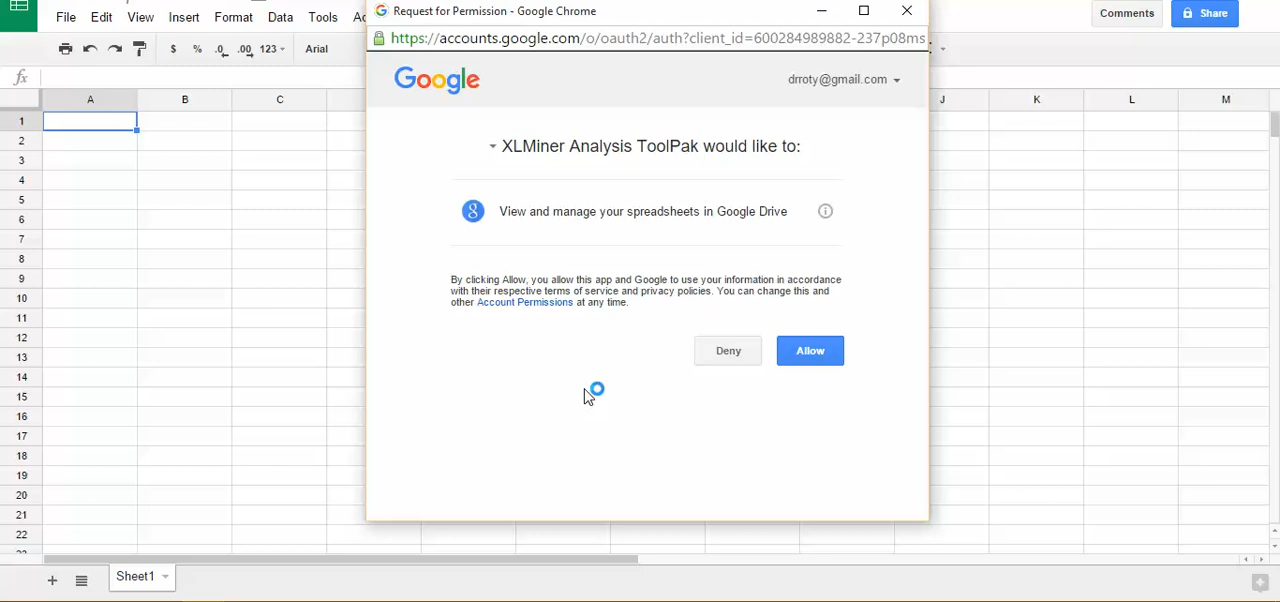 Request for Permission - Google Chrome
File Edit View Insert Format Data Tools
Comments
Share
https://accounts.google.com/o/oauth2/auth?client_id=600284989882-237p08ms
$ % .0 .00 123 Arial
Google
drroty@gmail.com
fx
A B C J K L M
1
2
3
4
5
6
7
8
9
10
11
12
13
14
15
16
17
18
19
20
21
22
XLMiner Analysis ToolPak would like to:
8 View and manage your spreadsheets in Google Drive
By clicking Allow, you allow this app and Google to use your information in accordance
with their respective terms of service and privacy policies. You can change this and
other Account Permissions at any time.
Deny
Allow
+ Sheet1